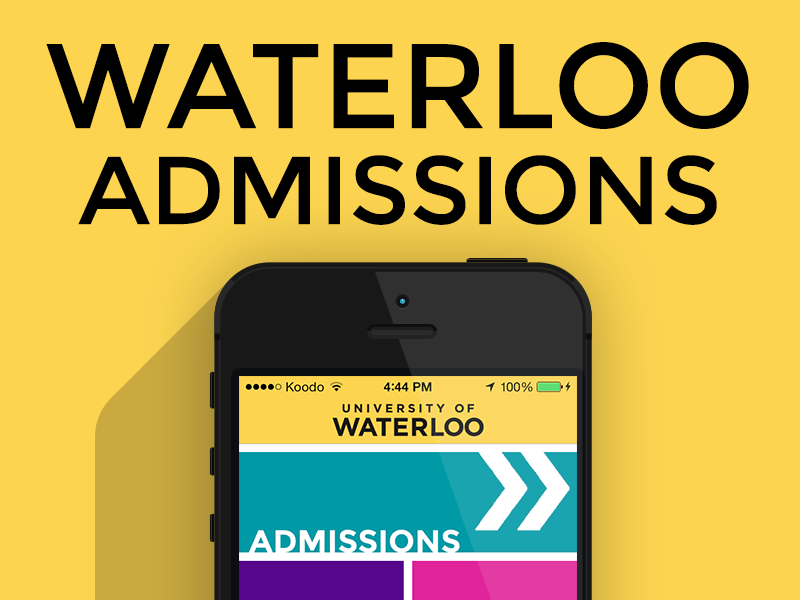 WATERLOO
ADMISSIONS
Koodo 4:44 PM 100%
UNIVERSITY OF
WATERLOO
ADMISSIONS